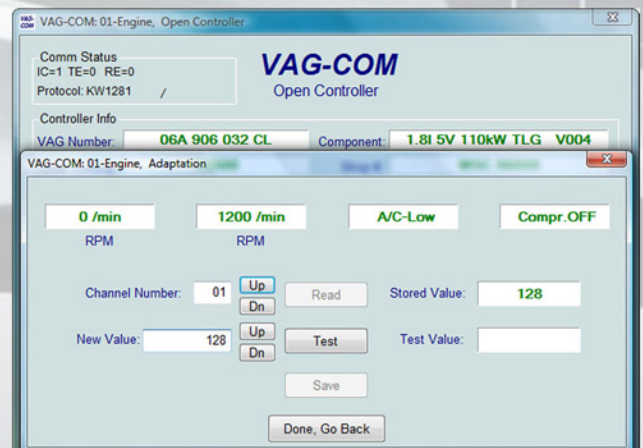 VAG-COM: 01-Engine, Open Controller
Comm Status
IC=1 TE=0 RE=0
Protocol: KW1281 /
VAG-COM
Open Controller
Controller Info
VAG Number: 06A 906 032 CL Component: 1.8l 5V 110kW TLG V004
VAG-COM: 01-Engine, Adaptation
0 /min 1200 /min A/C-Low Compr.OFF
RPM RPM
Channel Number: 01 Up Dn Read Stored Value: 128
New Value: 128 Up Dn Test Test Value:
Save
Done, Go Back